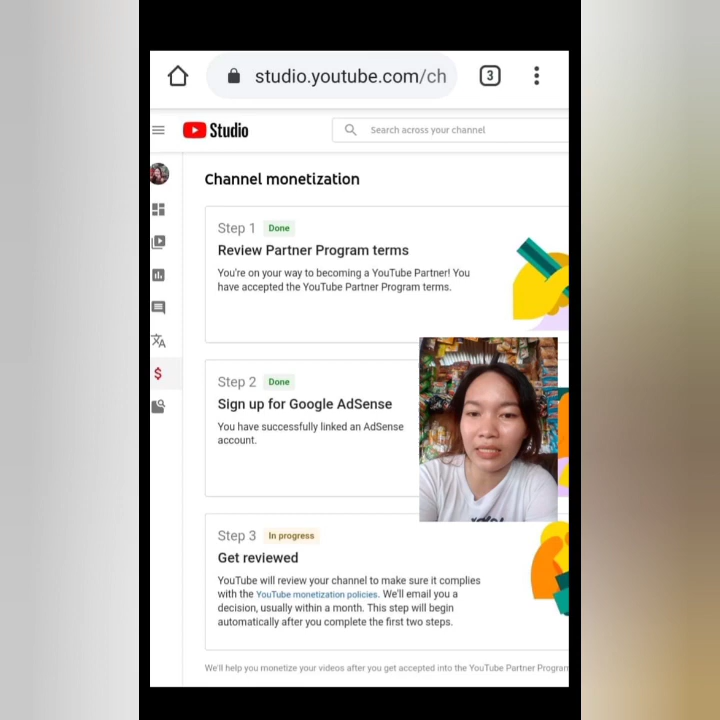 studio.youtube.com/ch
3
Studio
Search across your channel
Channel monetization
Step 1 Done
Review Partner Program terms
You're on your way to becoming a YouTube Partner! You
have accepted the YouTube Partner Program terms.
Step 2 Done
Sign up for Google AdSense
You have successfully linked an AdSense
account.
Step 3 In progress
Get reviewed
YouTube will review your channel to make sure it complies
with the YouTube monetization policies. We'll email you a
decision, usually within a month. This step will begin
automatically after you complete the first two steps.
We'll help you monetize your videos after you get accepted into the YouTube Partner Program